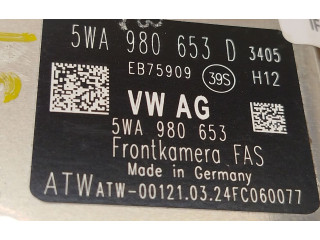 5WA 980 653 D 3405
EB75909 39S H12
VW AG
5WA 980 653
Frontkamera FAS
Made in Germany
ATW ATW-00121.03.24FC060077